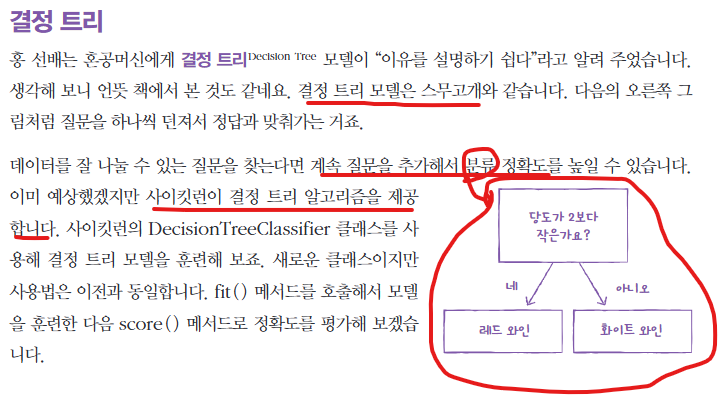 결정 트리
홍 선배는 혼공머신에게 결정 트리Decision Tree 모델이 “이유를 설명하기 쉽다”라고 알려 주었습니다.
생각해 보니 언뜻 책에서 본 것도 같네요. 결정 트리 모델은 스무고개와 같습니다. 다음의 오른쪽 그
림처럼 질문을 하나씩 던져서 정답과 맞춰가는 거죠.
데이터를 잘 나눌 수 있는 질문을 찾는다면 계속 질문을 추가해서 분류 정확도를 높일 수 있습니다.
이미 예상했겠지만 사이킷런이 결정 트리 알고리즘을 제공
합니다. 사이킷런의 DecisionTreeClassifier 클래스를 사
용해 결정 트리 모델을 훈련해 보죠. 새로운 클래스이지만
사용법은 이전과 동일합니다. fit() 메서드를 호출해서 모델
을 훈련한 다음 score() 메서드로 정확도를 평가해 보겠습
니다.
당도가 2보다
작은가요?
네
아니오
레드 와인
화이트 와인